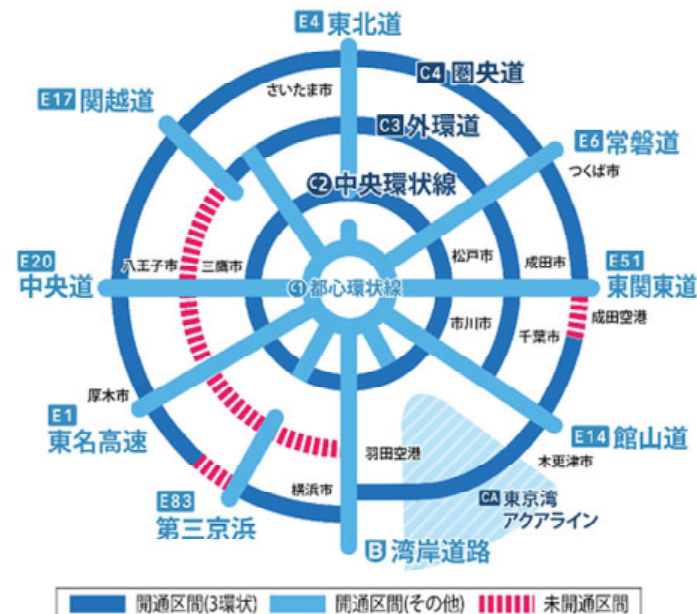 E4 東北道
C4 圏央道
さいたま市
E17 関越道
C3 外環道
E6 常磐道
つくば市
C2 中央環状線
E20
中央道
八王子市
三鷹市
松戸市
成田市
E51
東関東道
C1 都心環状線
成田空港
市川市
千葉市
厚木市
E1
東名高速
E14 館山道
羽田空港
木更津市
横浜市
CA 東京湾
アクアライン
E83
第三京浜
B 湾岸道路
開通区間(3環状) 開通区間(その他) 未開通区間